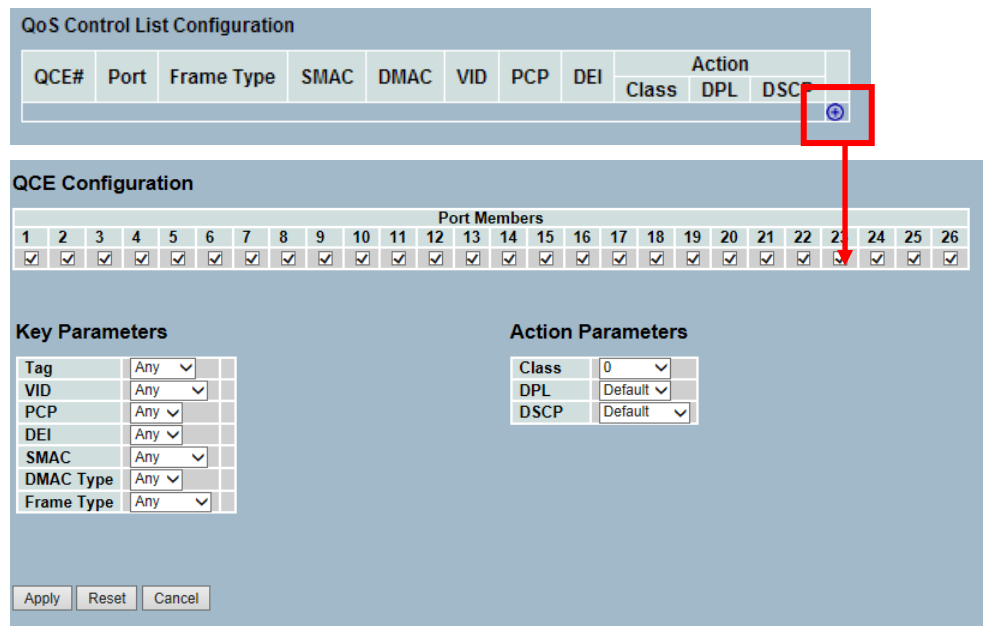 QoS Control List Configuration
QCE# Port Frame Type SMAC DMAC VID PCP DEI Action
Class DPL DSCP
QCE Configuration
Port Members
1 2 3 4 5 6 7 8 9 10 11 12 13 14 15 16 17 18 19 20 21 22 23 24 25 26
Key Parameters
Tag Any
VID Any
PCP Any
DEI Any
SMAC Any
DMAC Type Any
Frame Type Any
Action Parameters
Class 0
DPL Default
DSCP Default
Apply Reset Cancel